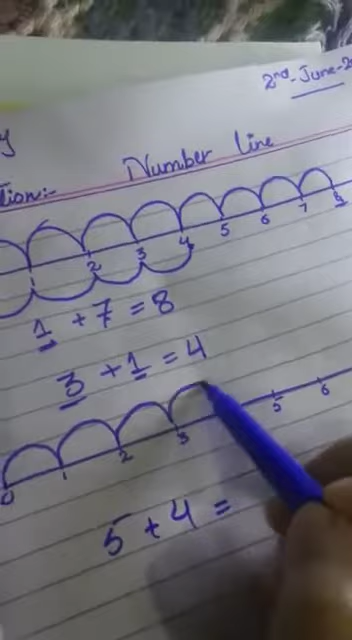 2nd-June-2
Number line
tion:-
1 2 3 4 5 6 7 8
1 + 7 = 8
3 + 1 = 4
0 1 2 3 5 6
5 + 4 =